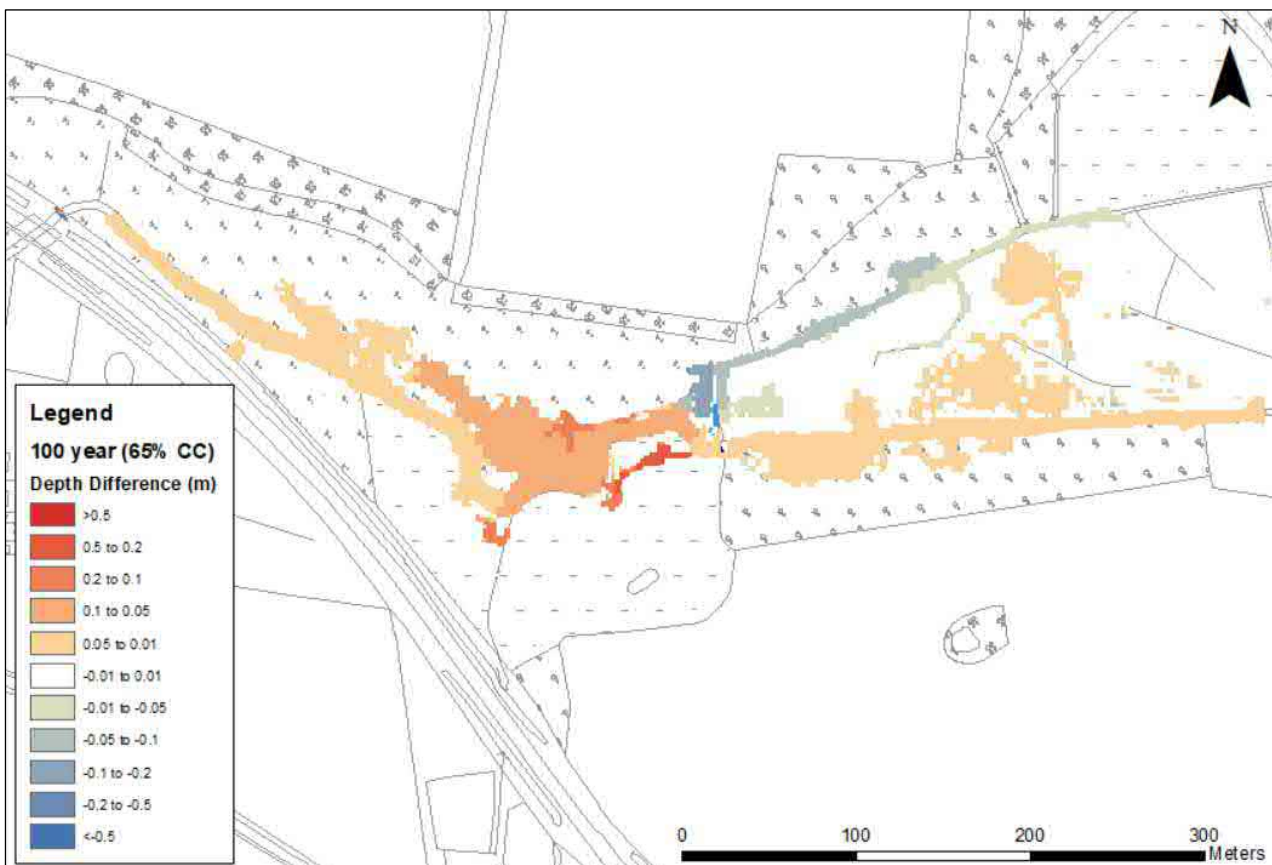 N
Legend
100 year (65% CC)
Depth Difference (m)
>0.5
0.5 to 0.2
0.2 to 0.1
0.1 to 0.05
0.05 to 0.01
-0.01 to 0.01
-0.01 to -0.05
-0.05 to -0.1
-0.1 to -0.2
-0.2 to -0.5
<-0.5
0 100 200 300
Meters